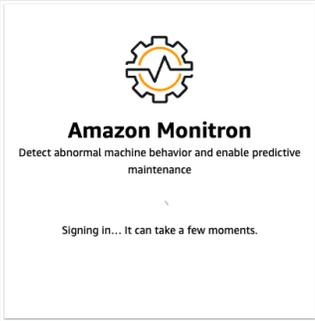 Amazon Monitron
Detect abnormal machine behavior and enable predictive
maintenance
Signing in... It can take a few moments.